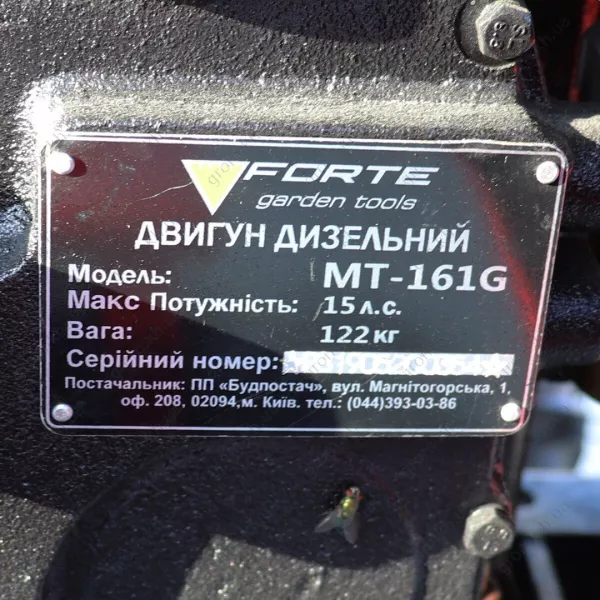 FORTE
garden tools
ДВИГУН ДИЗЕЛЬНИЙ
Модель: МТ-161G
Макс Потужність: 15 л.с.
Вага: 122 кг
Серійний номер:
Постачальник: ПП «Будпостач», вул. Магнітогорська, 1,
оф. 208, 02094,м. Київ. тел.: (044)393-03-86